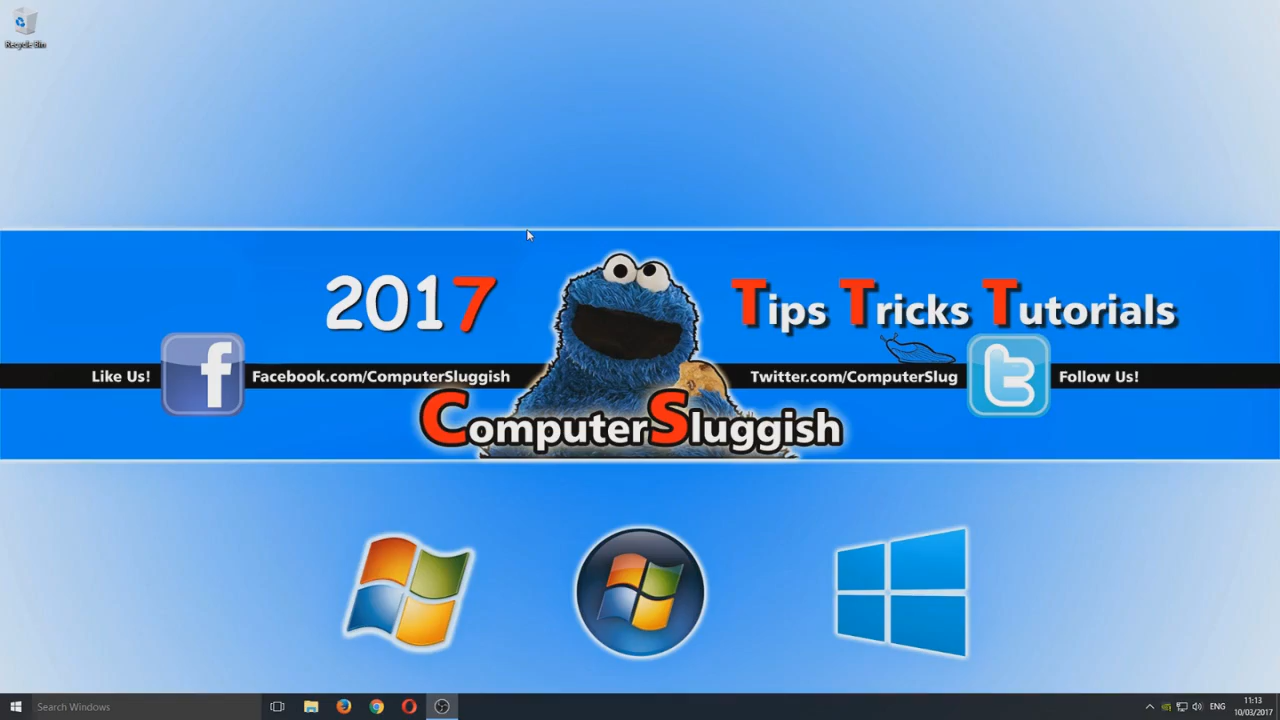 Recycle Bin
2017
Tips Tricks Tutorials
Like Us!
Facebook.com/ComputerSluggish
Twitter.com/ComputerSlug
Follow Us!
ComputerSluggish
Search Windows
ENG
11:13
10/03/2017